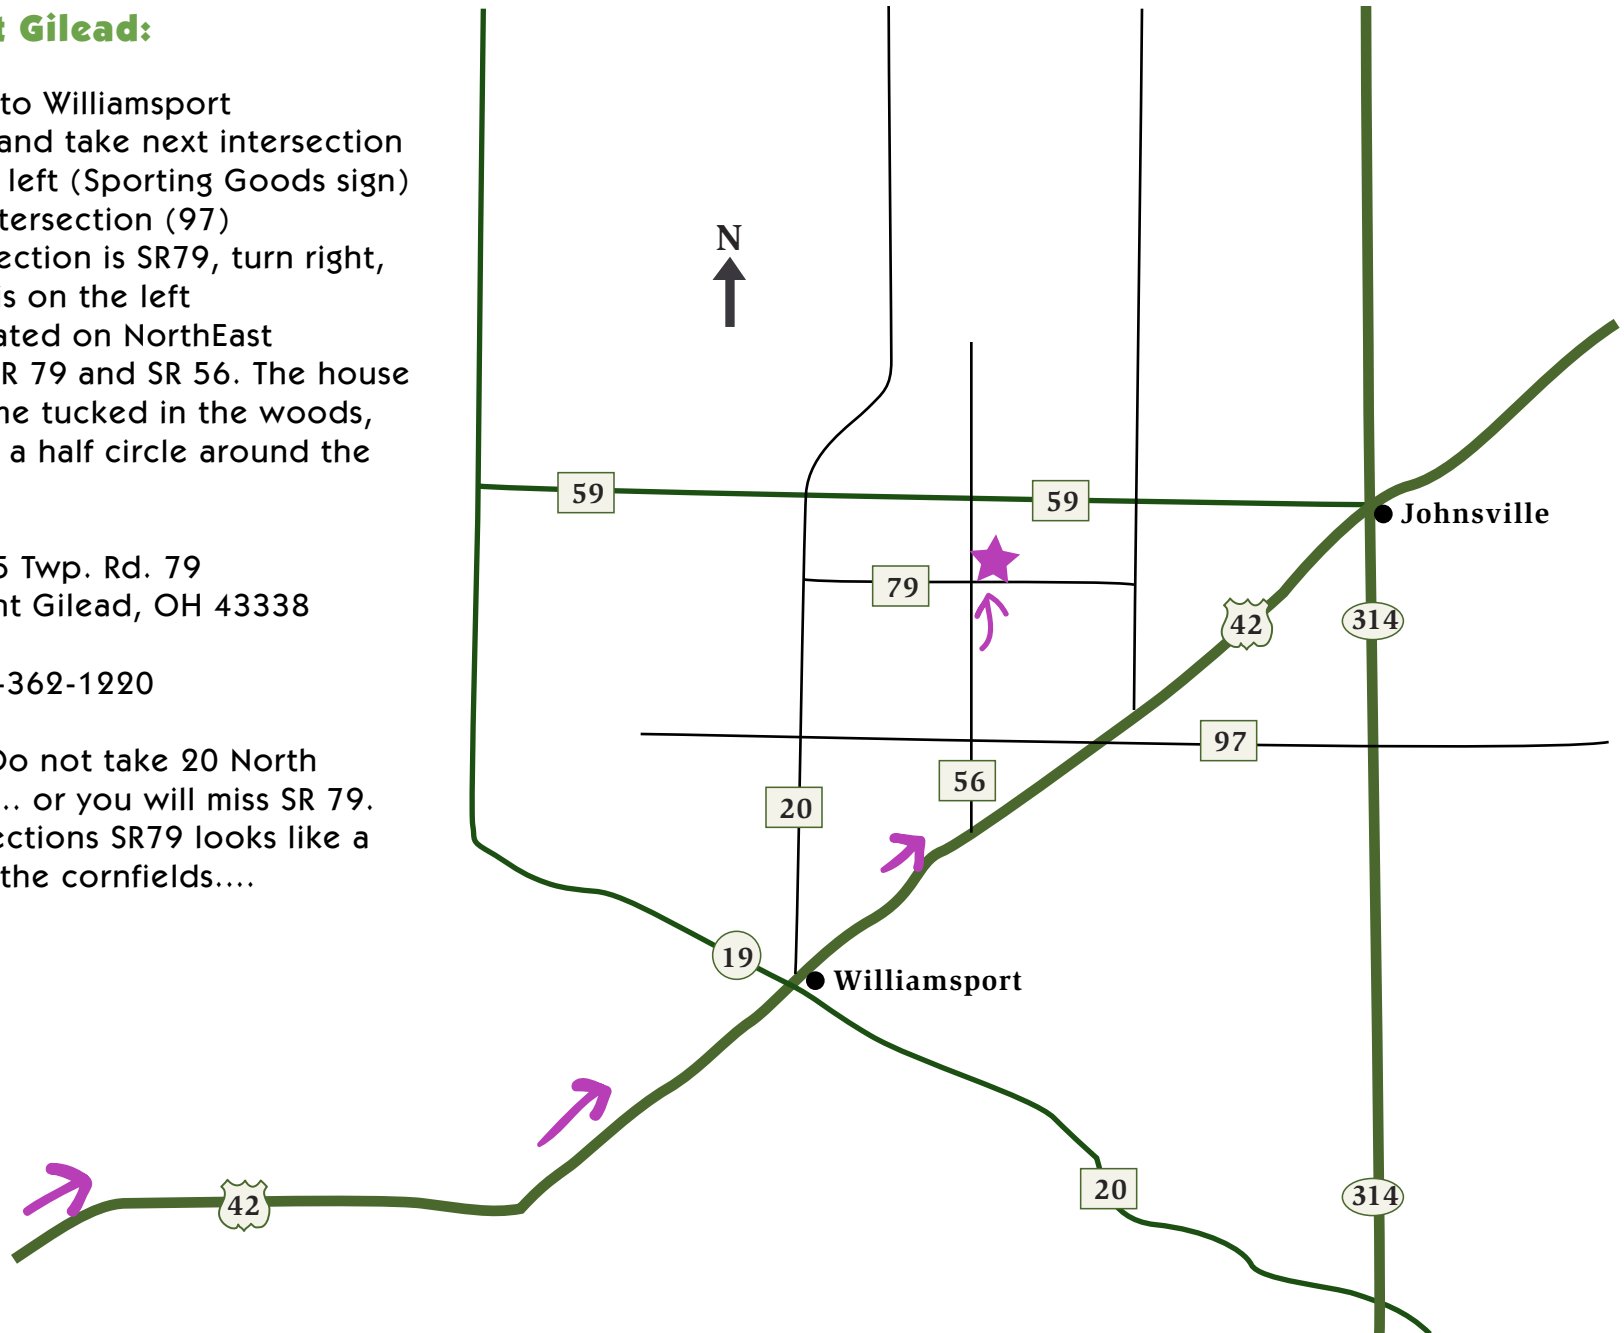 Gilead:
to Williamsport
and take next intersection
left (Sporting Goods sign)
tersection (97)
ection is SR79, turn right,
is on the left
ated on NorthEast
R 79 and SR 56. The house
me tucked in the woods,
a half circle around the
5 Twp. Rd. 79
nt Gilead, OH 43338
-362-1220
Do not take 20 North
... or you will miss SR 79.
ections SR79 looks like a
the cornfields....
N
59
59
Johnsville
79
42
314
97
56
20
19
Williamsport
42
20
314